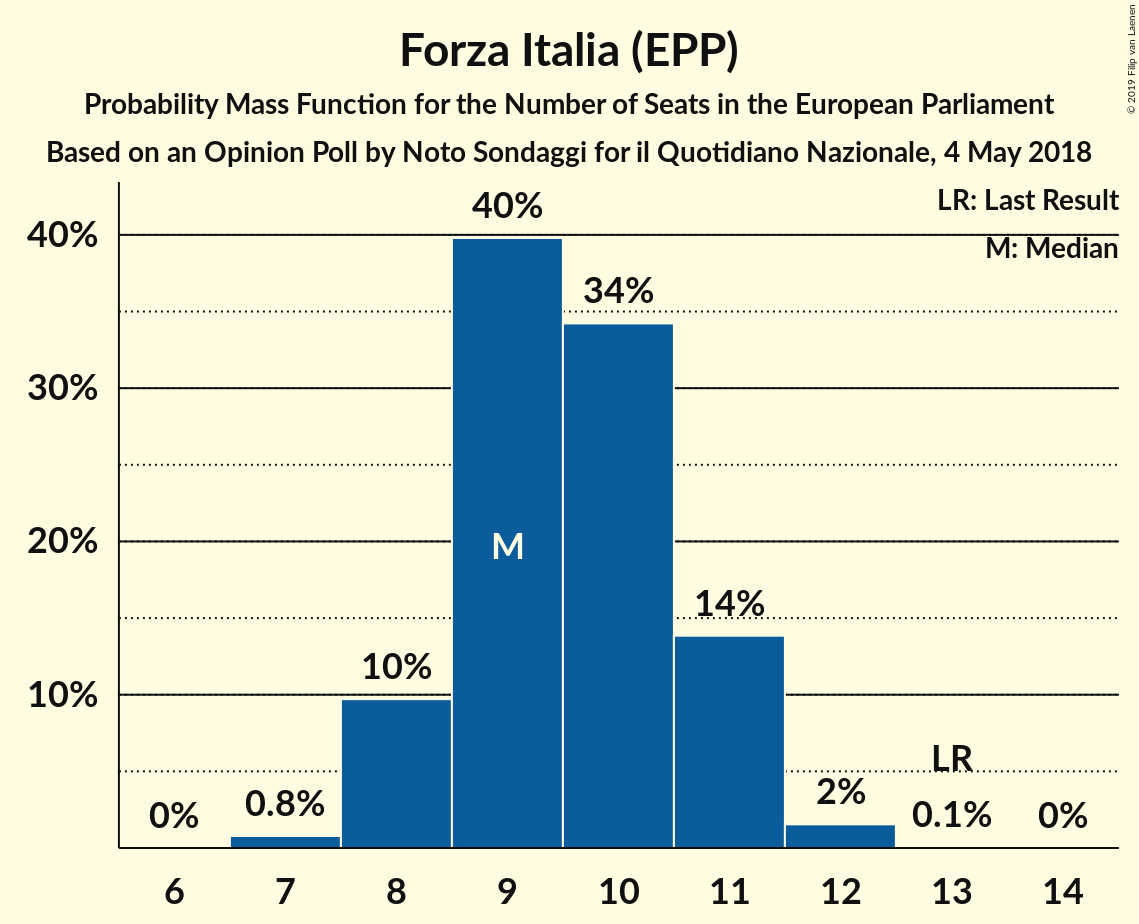 Forza Italia (EPP)
Probability Mass Function for the Number of Seats in the European Parliament
Based on an Opinion Poll by Noto Sondaggi for il Quotidiano Nazionale, 4 May 2018
© 2019 Filip van Laenen
LR: Last Result
M: Median
40%
30%
20%
10%
0%
0.8%
10%
40%
M
34%
14%
2%
LR
0.1%
0%
6 7 8 9 10 11 12 13 14